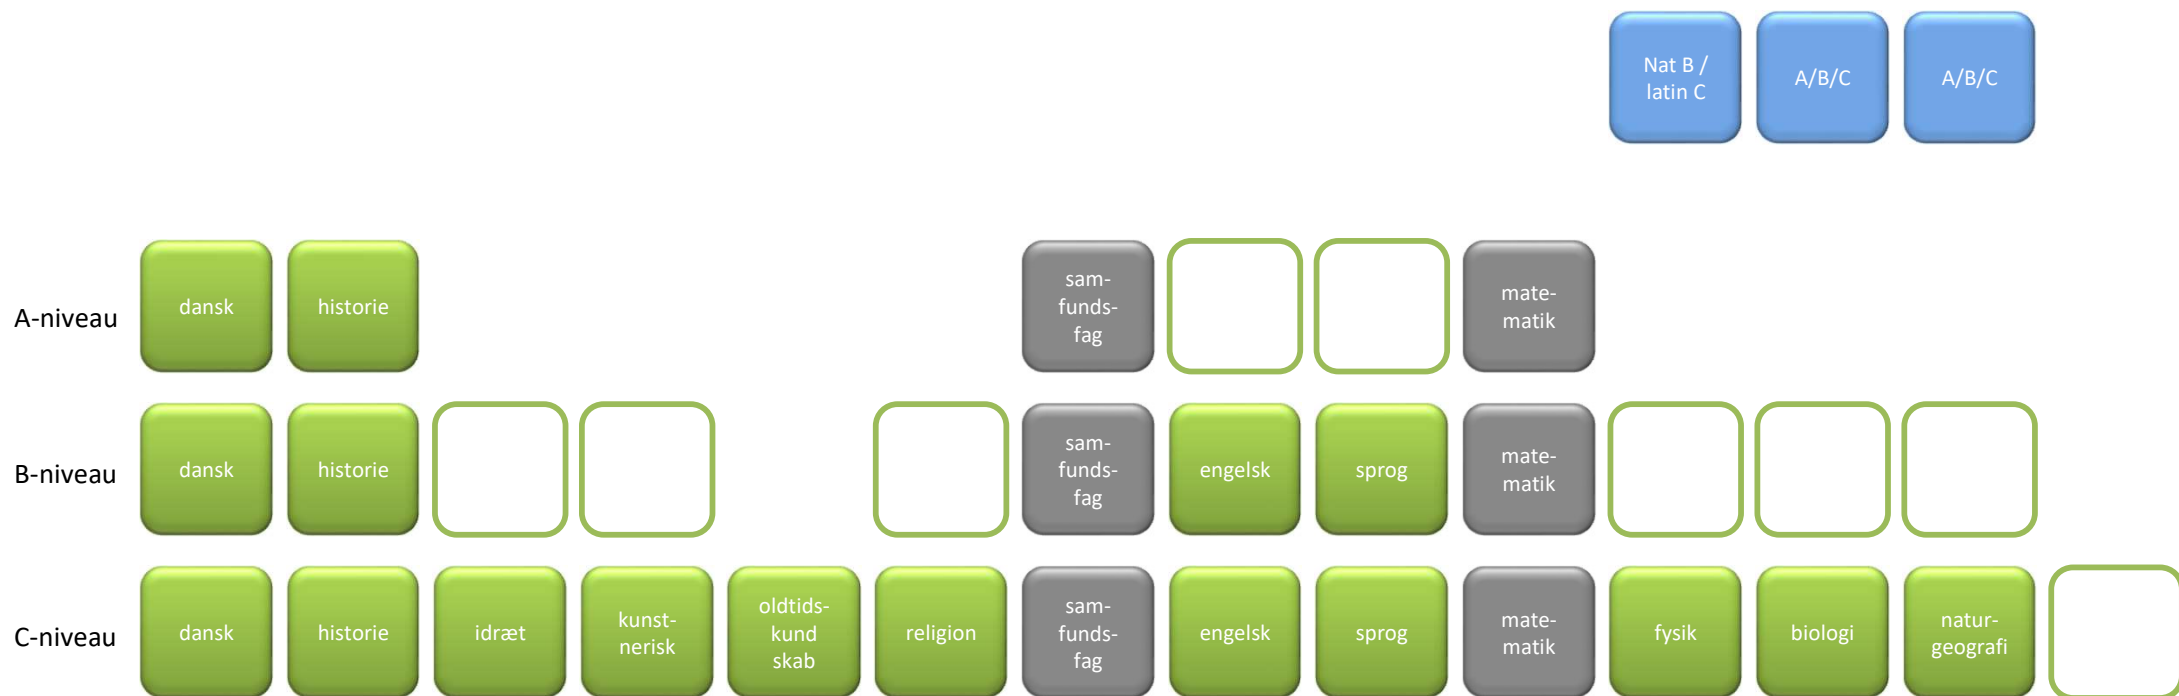 Nat B /
latin C
A/B/C
A/B/C
A-niveau
dansk
historie
sam-
funds-
fag
mate-
matik
B-niveau
dansk
historie
sam-
funds-
fag
engelsk
sprog
mate-
matik
C-niveau
dansk
historie
idræt
kunst-
nerisk
oldtids-
kund
skab
religion
sam-
funds-
fag
engelsk
sprog
mate-
matik
fysik
biologi
natur-
geografi